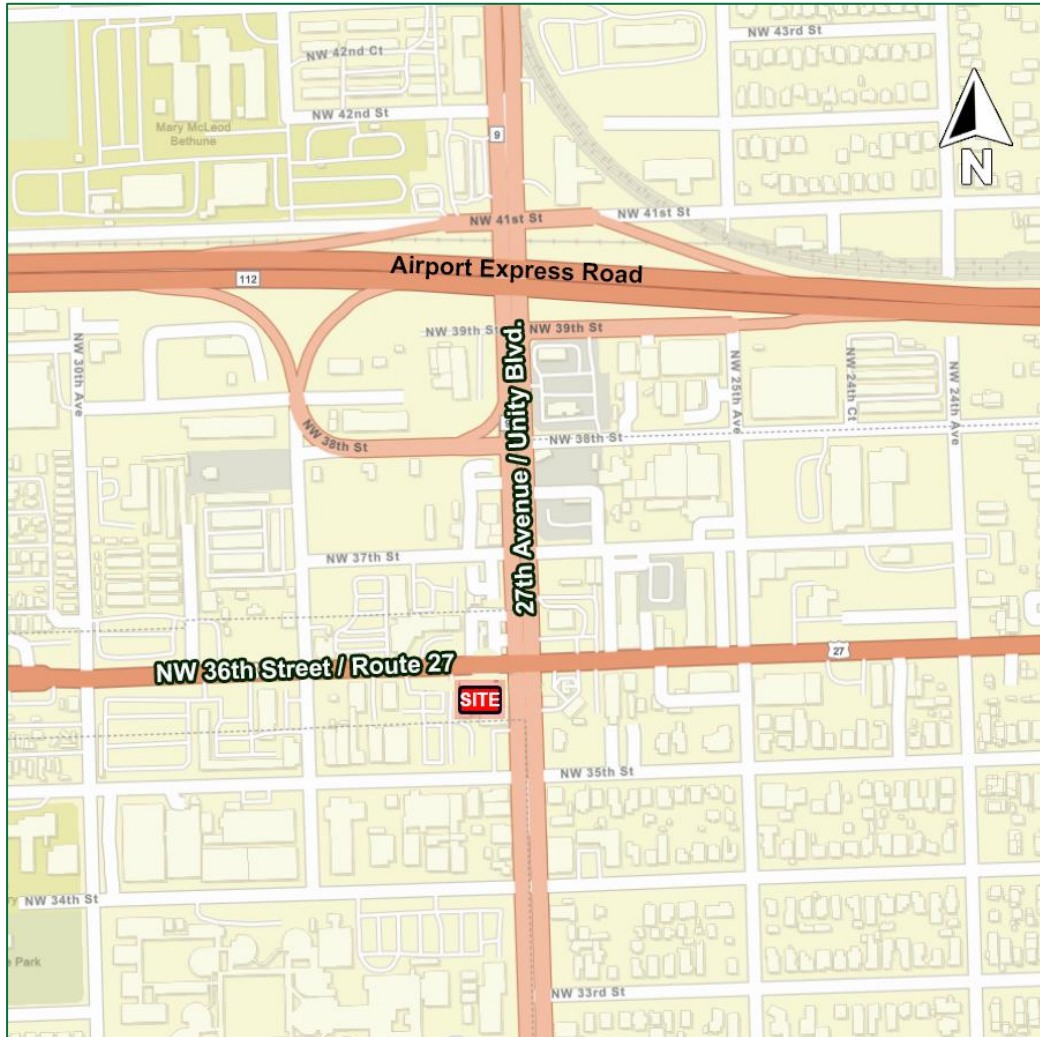 NW 43rd St
NW 42nd Ct
NW 42nd St
Mary McLeod
Bethune
9
N
NW 41st St
NW 41st St
Airport Express Road
112
NW 39th St
NW 39th St
NW 30th Ave
NW 25th Ave
NW 24th Ct
NW 24th Ave
27th Avenue / Unity Blvd.
NW 38th St
NW 38th St
NW 37th St
NW 36th Street / Route 27
27
SITE
NW 35th St
NW 34th St
Park
NW 33rd St